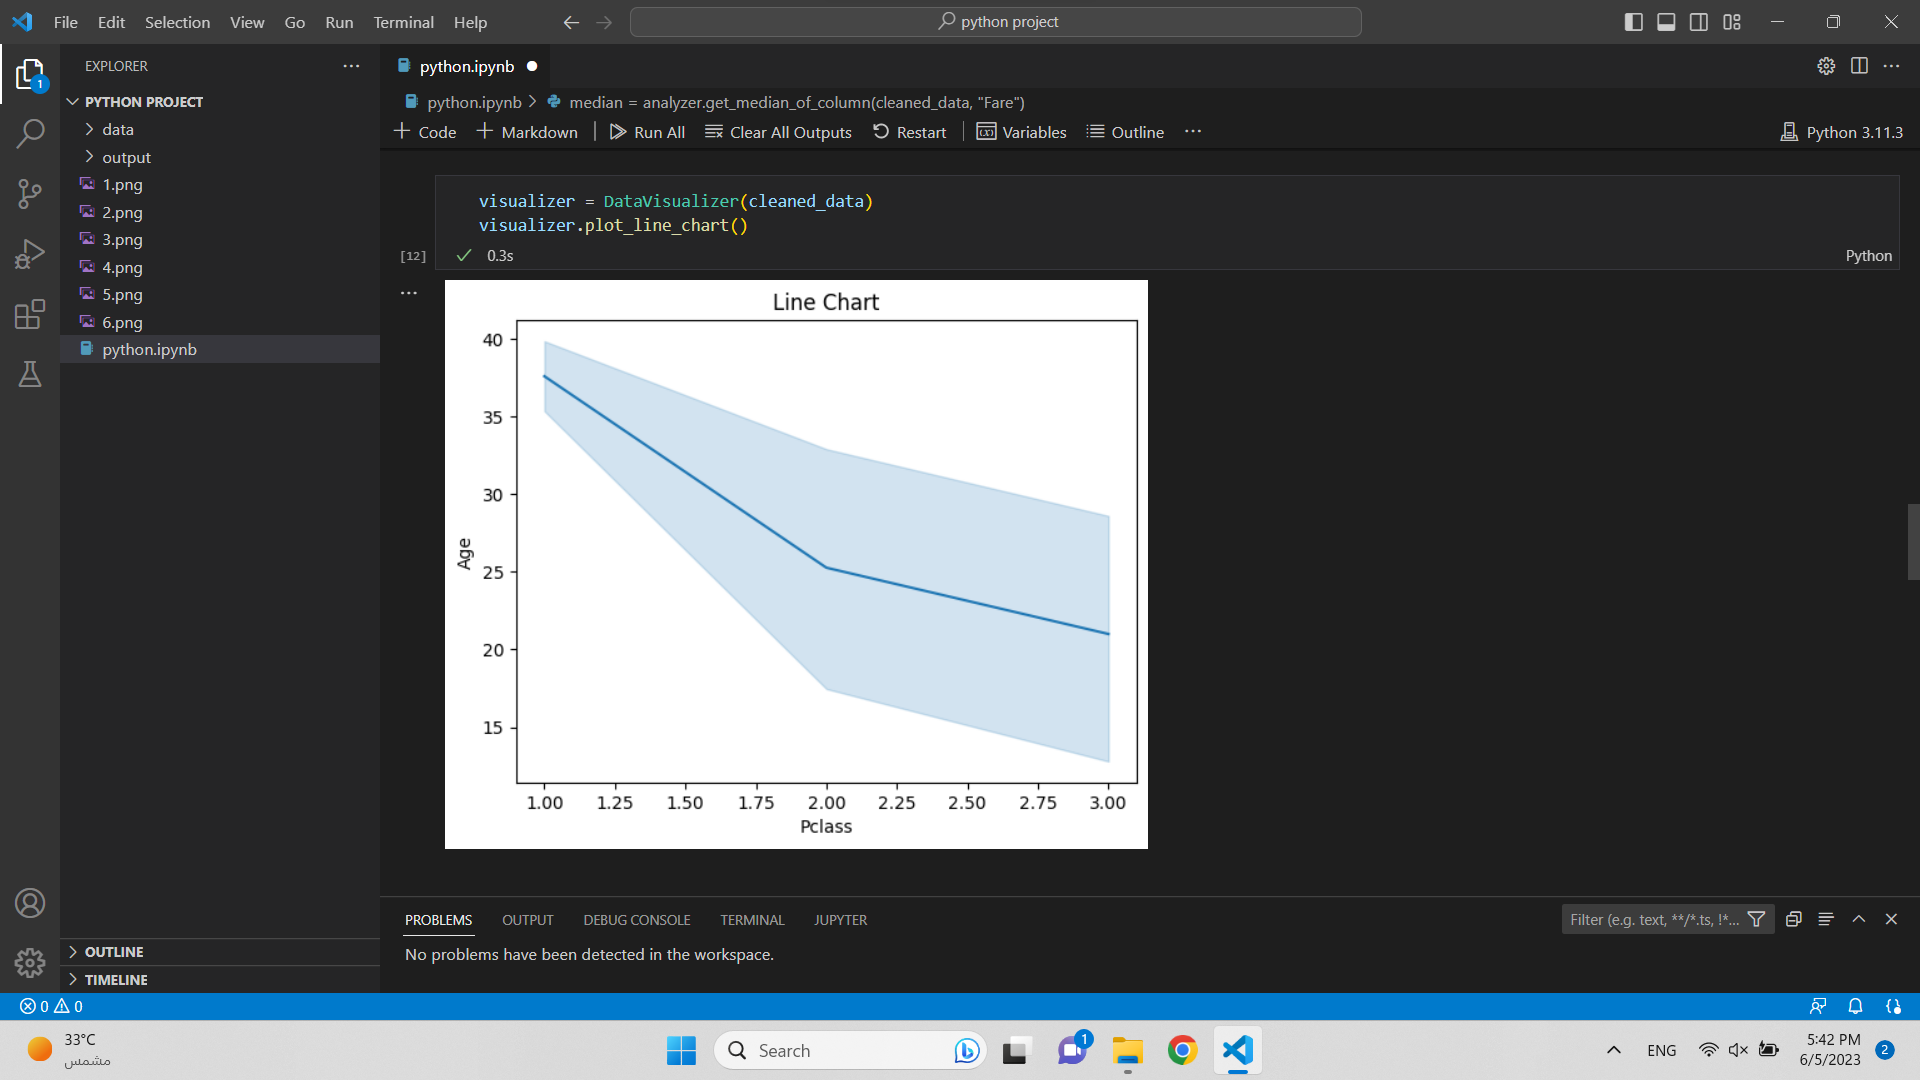 File Edit Selection View Go Run Terminal Help
python project
EXPLORER
PYTHON PROJECT
data
output
1.png
2.png
3.png
4.png
5.png
6.png
python.ipynb
OUTLINE
TIMELINE
1
python.ipynb
python.ipynb > median = analyzer.get_median_of_column(cleaned_data, "Fare")
+ Code + Markdown Run All Clear All Outputs Restart Variables Outline ... Python 3.11.3
visualizer = DataVisualizer(cleaned_data)
visualizer.plot_line_chart()
[12] 0.3s Python
Line Chart
40
35
30
25
20
15
Age
1.00 1.25 1.50 1.75 2.00 2.25 2.50 2.75 3.00
Pclass
PROBLEMS OUTPUT DEBUG CONSOLE TERMINAL JUPYTER
Filter (e.g. text, **/*.ts, !*...
No problems have been detected in the workspace.
0 0
33°C
مشمس
Search
1
ENG
5:42 PM
6/5/2023
2